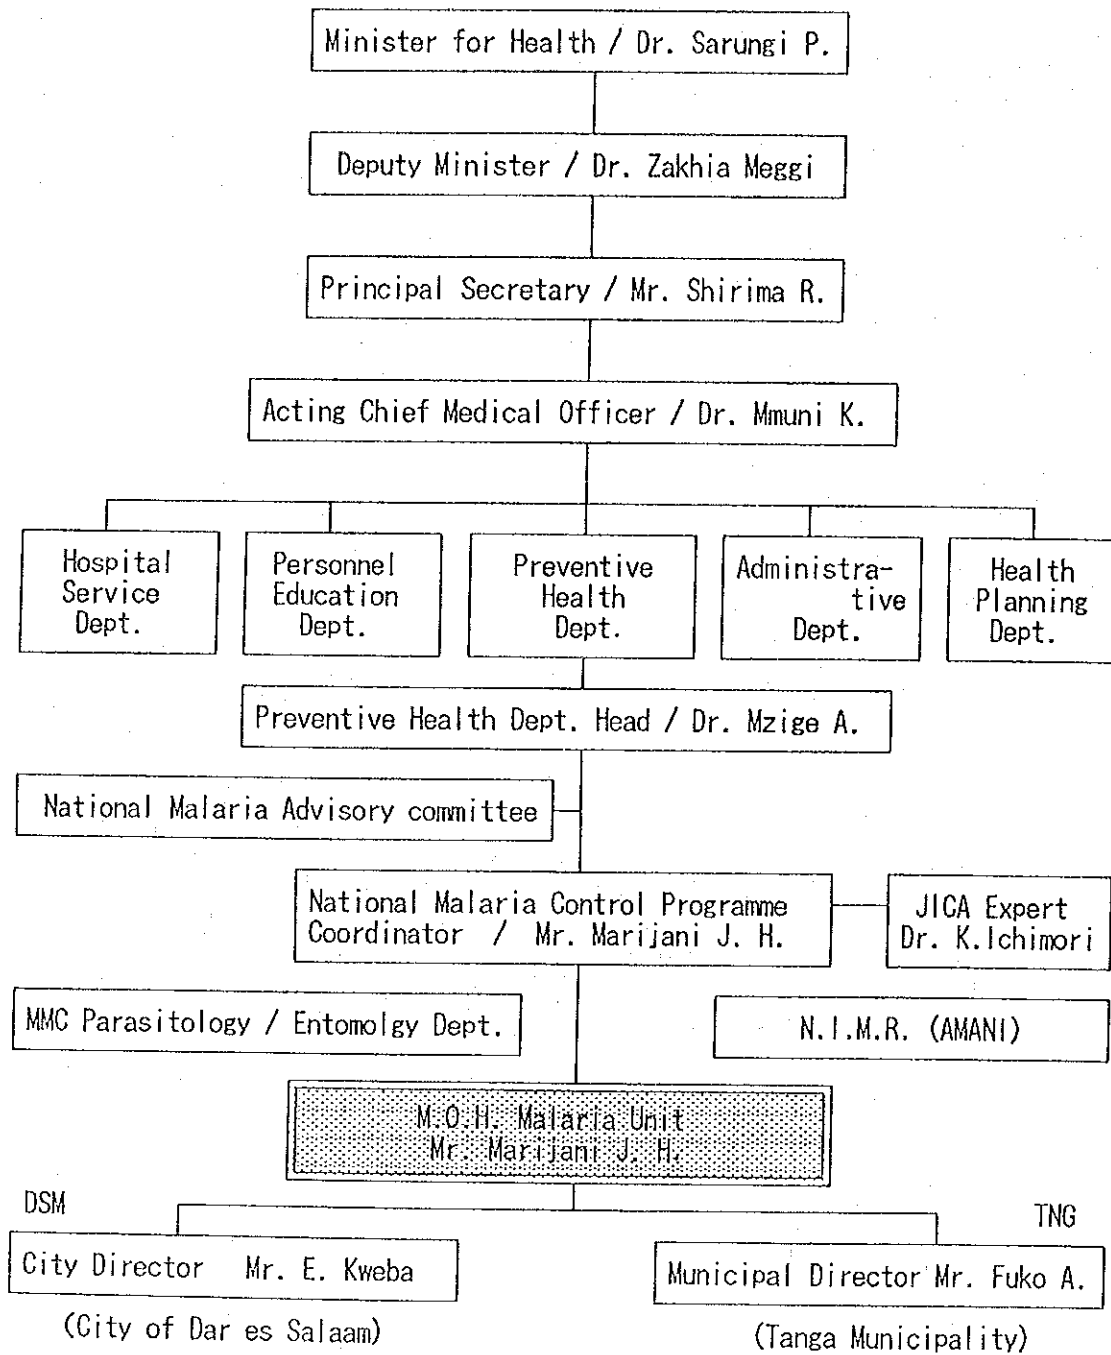 Minister for Health / Dr. Sarungi P.
Deputy Minister / Dr. Zakhia Meggi
Principal Secretary / Mr. Shirima R.
Acting Chief Medical Officer / Dr. Mmuni K.
Hospital
Service
Dept.
Personnel
Education
Dept.
Preventive
Health
Dept.
Administra-
tive
Dept.
Health
Planning
Dept.
Preventive Health Dept. Head / Dr. Mzige A.
National Malaria Advisory committee
National Malaria Control Programme
Coordinator / Mr. Marijani J. H.
JICA Expert
Dr. K.Ichimori
MMC Parasitology / Entomolgy Dept.
N.I.M.R. (AMANI)
M.O.H. Malaria Unit
Mr. Marijani J. H.
DSM
TNG
City Director Mr. E. Kweba
Municipal Director Mr. Fuko A.
(City of Dar es Salaam)
(Tanga Municipality)